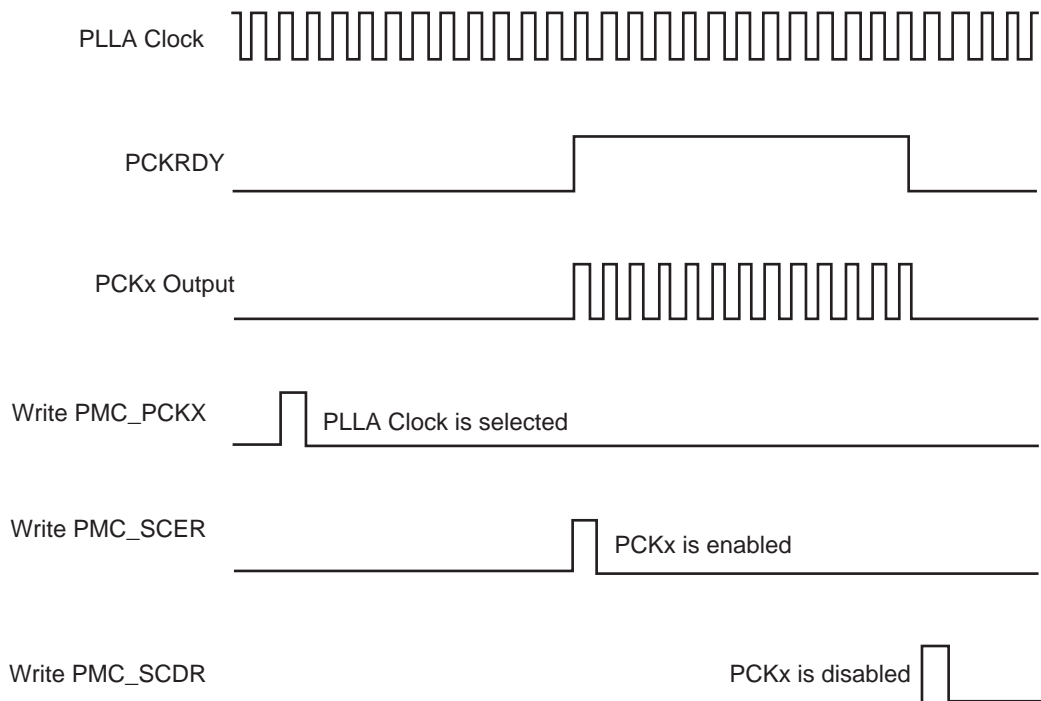 PLLA Clock
PCKRDY
PCKx Output
Write PMC_PCKX
PLLA Clock is selected
Write PMC_SCER
PCKx is enabled
Write PMC_SCDR
PCKx is disabled